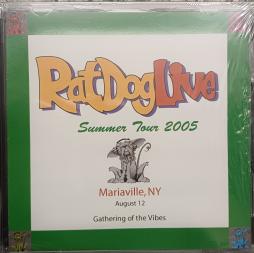 RatDogLive
Summer Tour 2005
Mariaville, NY
August 12
Gathering of the Vibes